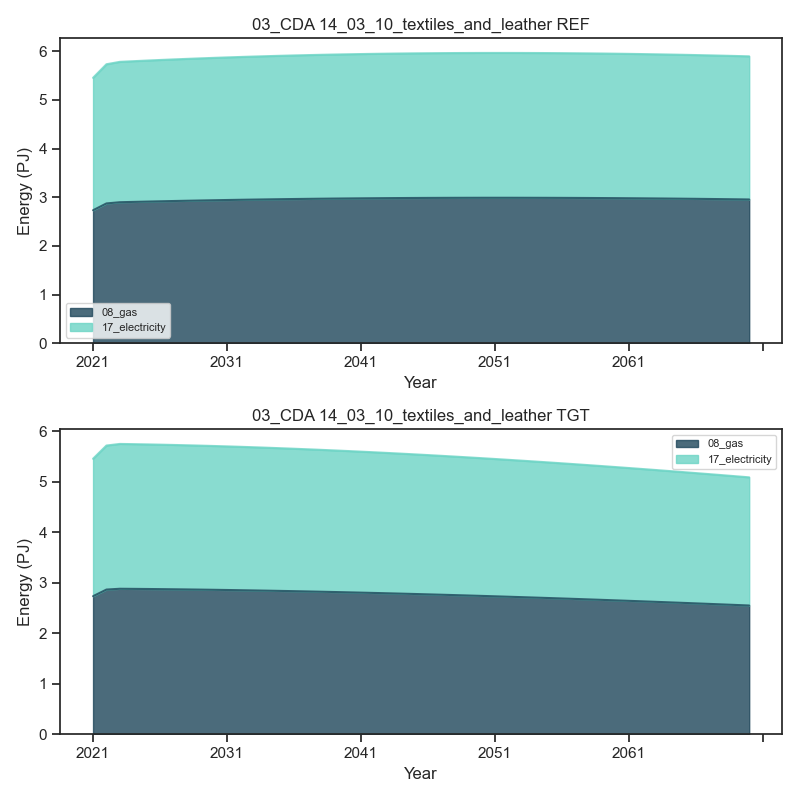 03_CDA 14_03_10_textiles_and_leather REF
Energy (PJ)
6
5
4
3
2
1
0
08_gas
17_electricity
2021 2031 2041 2051 2061
Year
03_CDA 14_03_10_textiles_and_leather TGT
Energy (PJ)
6
5
4
3
2
1
0
08_gas
17_electricity
2021 2031 2041 2051 2061
Year